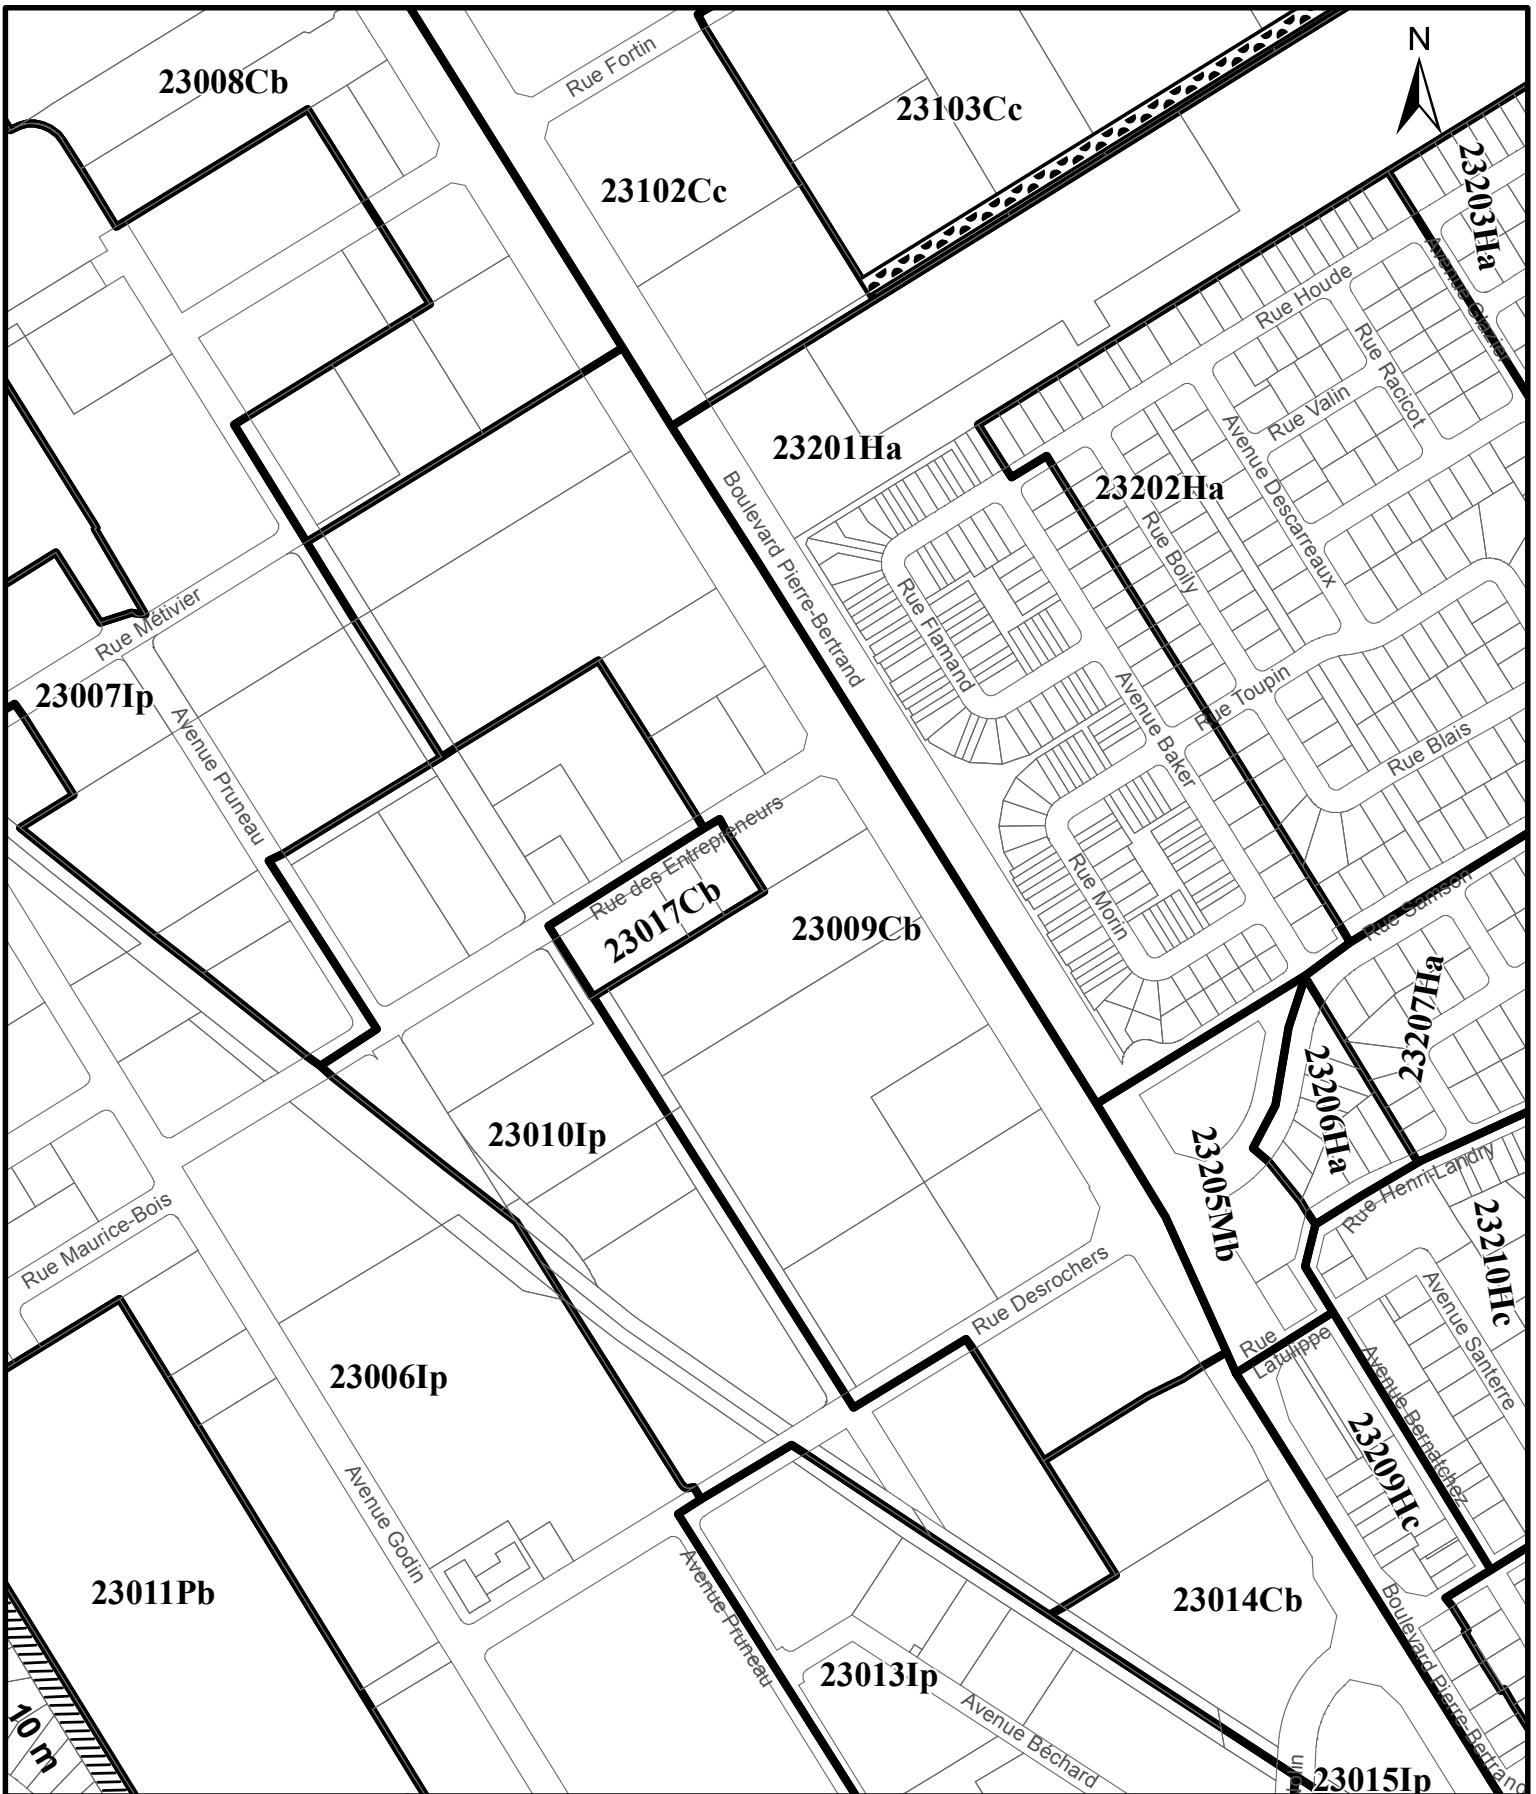 N
Rue Fortin
23008Cb
23103Cc
23102Cc
23203Ha
Avenue Glazier
Rue Houde
Rue Racicot
Rue Valin
23201Ha
23202Ha
Avenue Descarreaux
Rue Boily
Boulevard Pierre-Bertrand
Rue Flamand
Rue Métivier
23007Ip
Avenue Pruneau
Avenue Baker
Rue Toupin
Rue Blais
Rue des Entrepreneurs
23017Cb
23009Cb
Rue Morin
Rue Samson
23207Ha
23206Ha
23010Ip
23205Mb
Rue Henri-Landry
23210Hc
Rue Maurice-Bois
Rue Desrochers
Rue
Latulippe
Avenue Santerre
Avenue Bernatchez
23006Ip
23209Hc
Avenue Godin
23011Pb
Avenue Pruneau
23014Cb
Boulevard Pierre-Bertrand
23013Ip
Avenue Béchard
10 m
23015Ip